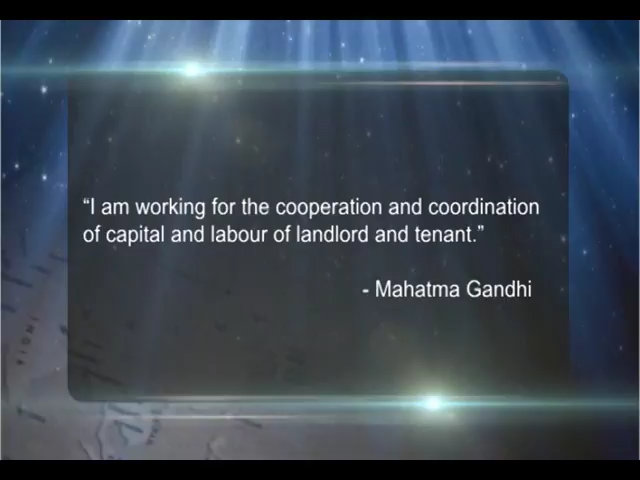 “I am working for the cooperation and coordination
of capital and labour of landlord and tenant.”
- Mahatma Gandhi